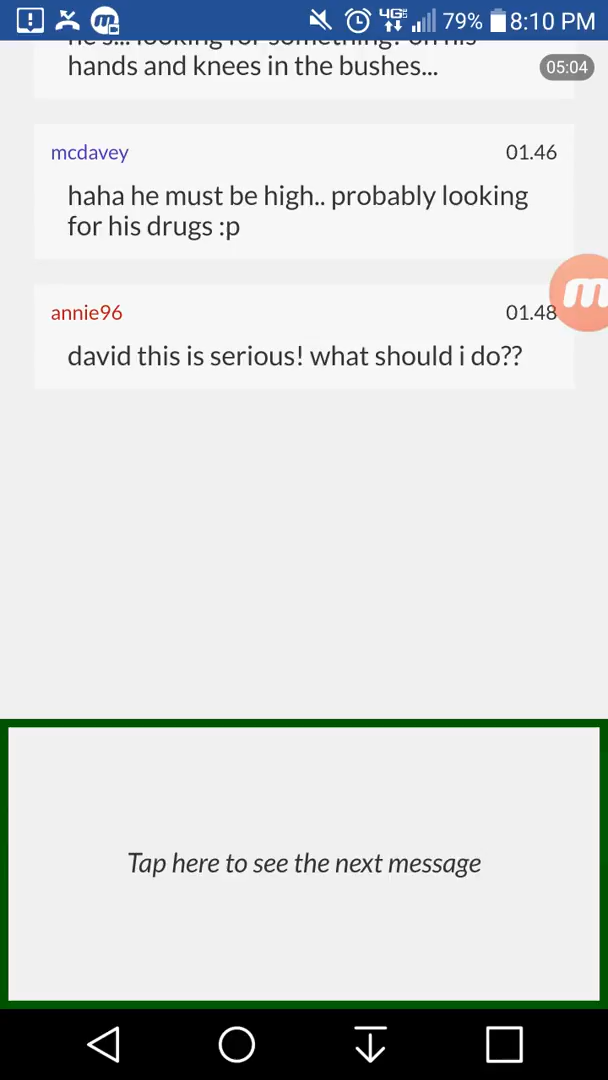 79% 8:10 PM
05:04
hands and knees in the bushes...
mcdavey 01.46
haha he must be high.. probably looking
for his drugs :p
annie96 01.48
david this is serious! what should i do??
Tap here to see the next message